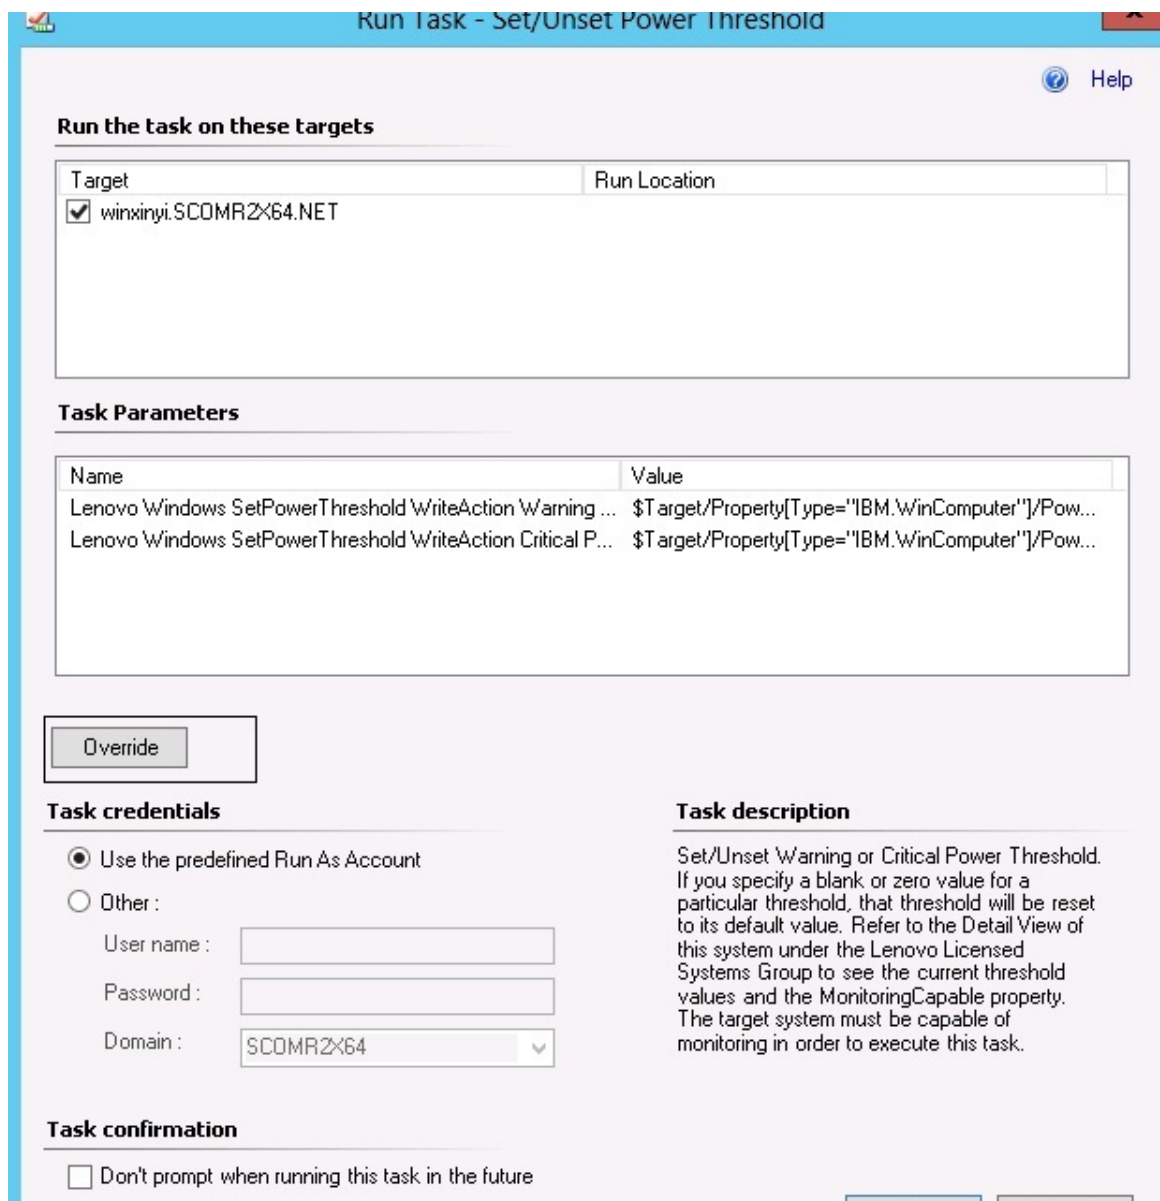 Run Task - Set/Unset Power Threshold
Help
Run the task on these targets
Target Run Location
winxinyi.SCOMR2X64.NET
Task Parameters
Name Value
Lenovo Windows SetPowerThreshold WriteAction Warning ... $Target/Property[Type="IBM.WinComputer"]/Pow...
Lenovo Windows SetPowerThreshold WriteAction Critical P... $Target/Property[Type="IBM.WinComputer"]/Pow...
Override
Task credentials
Use the predefined Run As Account
Other :
User name :
Password :
Domain : SCOMR2X64
Task description
Set/Unset Warning or Critical Power Threshold.
If you specify a blank or zero value for a
particular threshold, that threshold will be reset
to its default value. Refer to the Detail View of
this system under the Lenovo Licensed
Systems Group to see the current threshold
values and the MonitoringCapable property.
The target system must be capable of
monitoring in order to execute this task.
Task confirmation
Don't prompt when running this task in the future